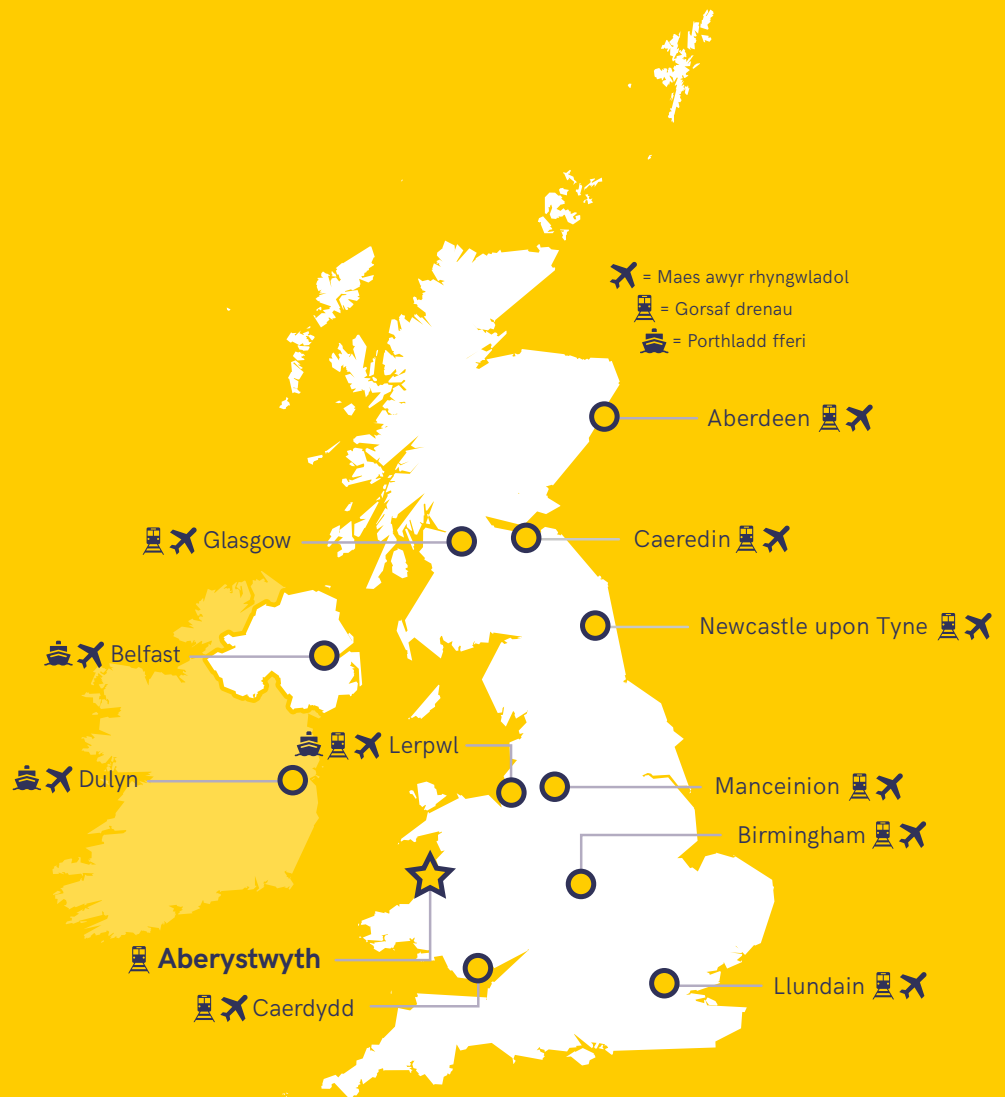 = Maes awyr rhyngwladol
= Gorsaf drenau
= Porthladd fferi
Aberdeen
Glasgow
Caeredin
Newcastle upon Tyne
Belfast
Lerpwl
Dulyn
Manceinion
Birmingham
Aberystwyth
Llundain
Caerdydd